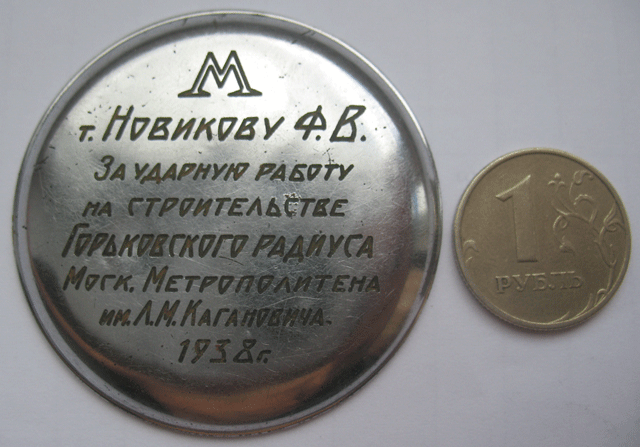 М
т. Новикову Ф.В.
За ударную работу
на строительстве
Горьковского радиуса
Моск. Метрополитена
им. Л.М. Кагановича.
1938 г.
1
РУБЛЬ